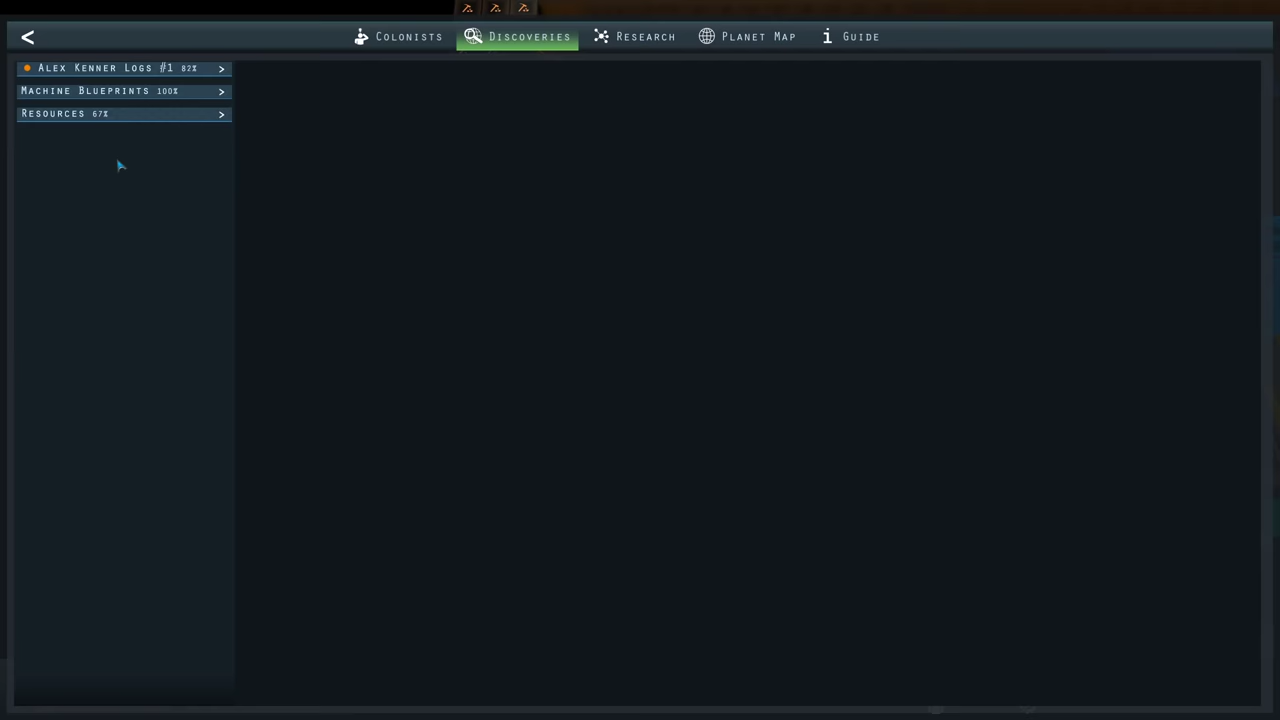 < Colonists Discoveries Research Planet Map Guide
Alex Kenner Logs #1 82% >
Machine Blueprints 100% >
Resources 67% >